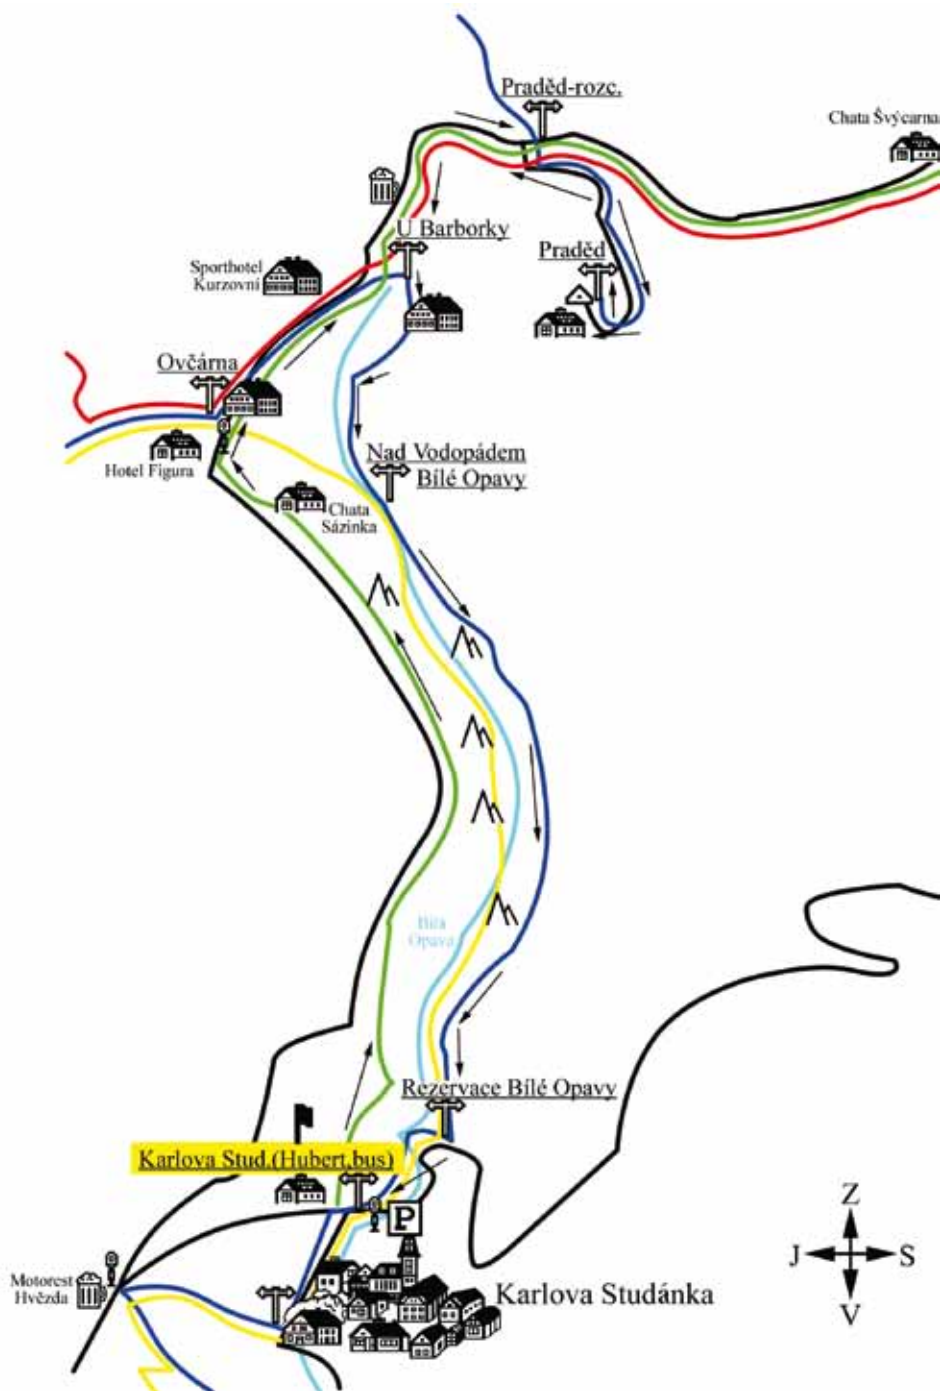 Praděd-rozc.
Chata Švýcarna
U Barborky
Praděd
Sporthotel
Kurzovní
Ovčárna
Hotel Figura
Nad Vodopádem
Bílé Opavy
Chata
Sázinka
Bílá
Opava
Rezervace Bílé Opavy
Karlova Stud.(Hubert,bus)
P
Z
J
S
V
Motorest
Hvězda
Karlova Studánka